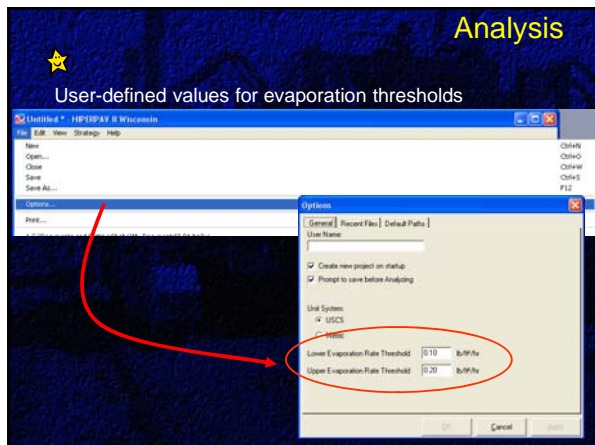 Analysis
User-defined values for evaporation thresholds
Untitled * - HIPERPAV II Wisconsin
File Edit View Strategy Help
New Ctrl+N
Open... Ctrl+O
Close Ctrl+W
Save Ctrl+S
Save As... F12
Options...
Print...
Options
General Recent Files Default Paths
User Name:
Create new project on startup
Prompt to save before Analyzing
Unit System:
USCS
Metric
Lower Evaporation Rate Threshold 0.10 lb/ft²/hr
Upper Evaporation Rate Threshold 0.20 lb/ft²/hr
OK Cancel Apply